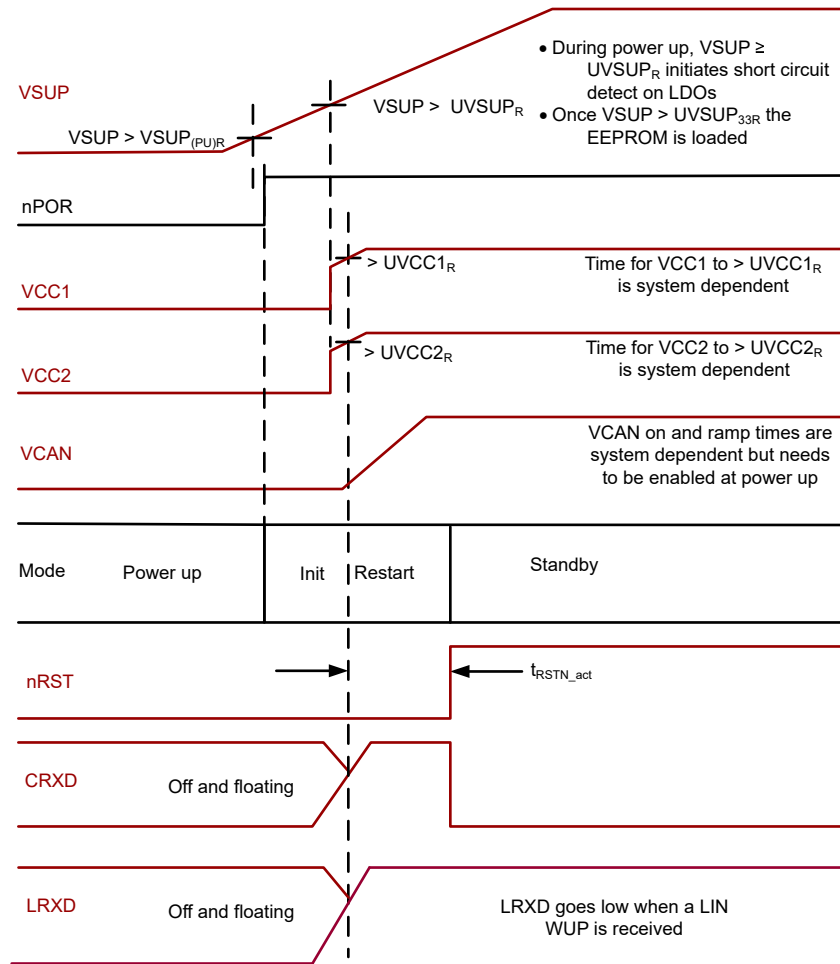 • During power up, VSUP ≥
UVSUPR initiates short circuit
detect on LDOs
• Once VSUP > UVSUP33R the
EEPROM is loaded
VSUP
VSUP > UVSUPR
VSUP > VSUP(PU)R
nPOR
> UVCC1R
Time for VCC1 to > UVCC1R
is system dependent
VCC1
> UVCC2R
Time for VCC2 to > UVCC2R
is system dependent
VCC2
VCAN
VCAN on and ramp times are
system dependent but needs
to be enabled at power up
Mode
Power up
Init
Restart
Standby
nRST
tRSTN_act
CRXD
Off and floating
LRXD
Off and floating
LRXD goes low when a LIN
WUP is received